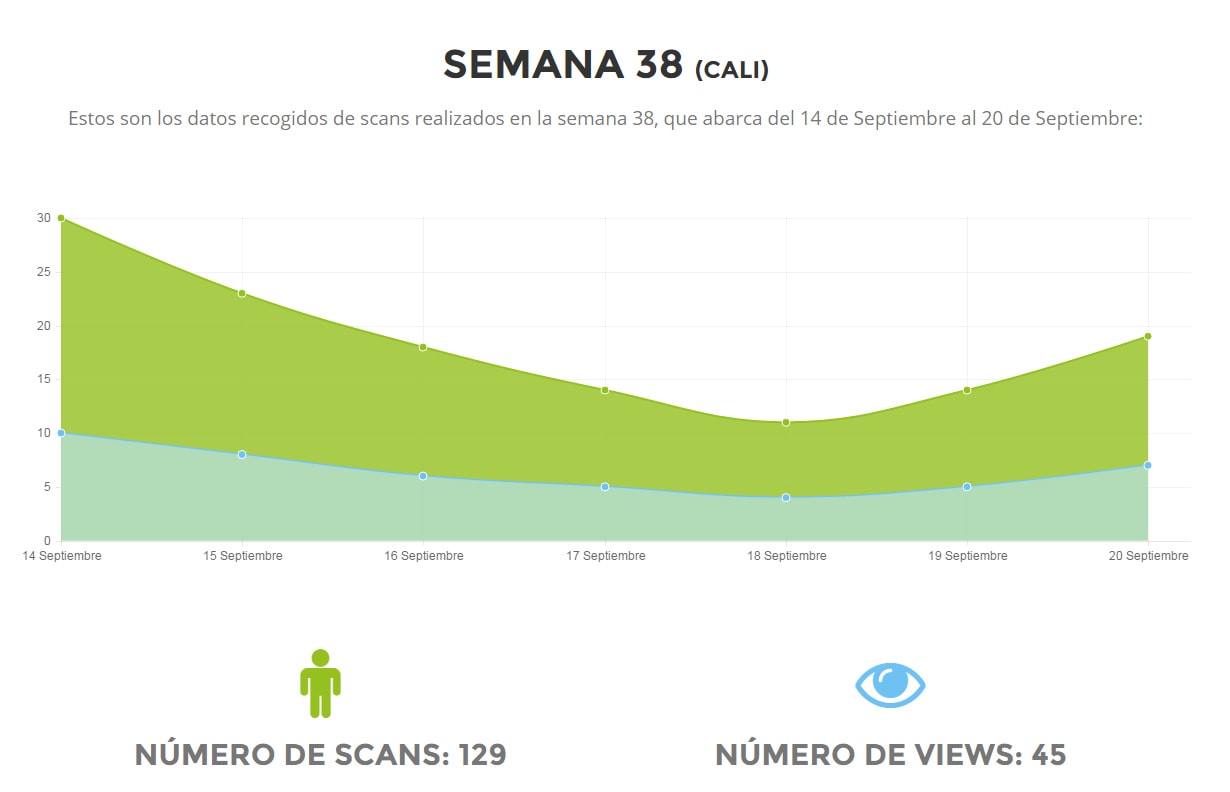 SEMANA 38 (CALI)
Estos son los datos recogidos de scans realizados en la semana 38, que abarca del 14 de Septiembre al 20 de Septiembre:
30
25
20
15
10
5
0
14 Septiembre 15 Septiembre 16 Septiembre 17 Septiembre 18 Septiembre 19 Septiembre 20 Septiembre
NÚMERO DE SCANS: 129
NÚMERO DE VIEWS: 45